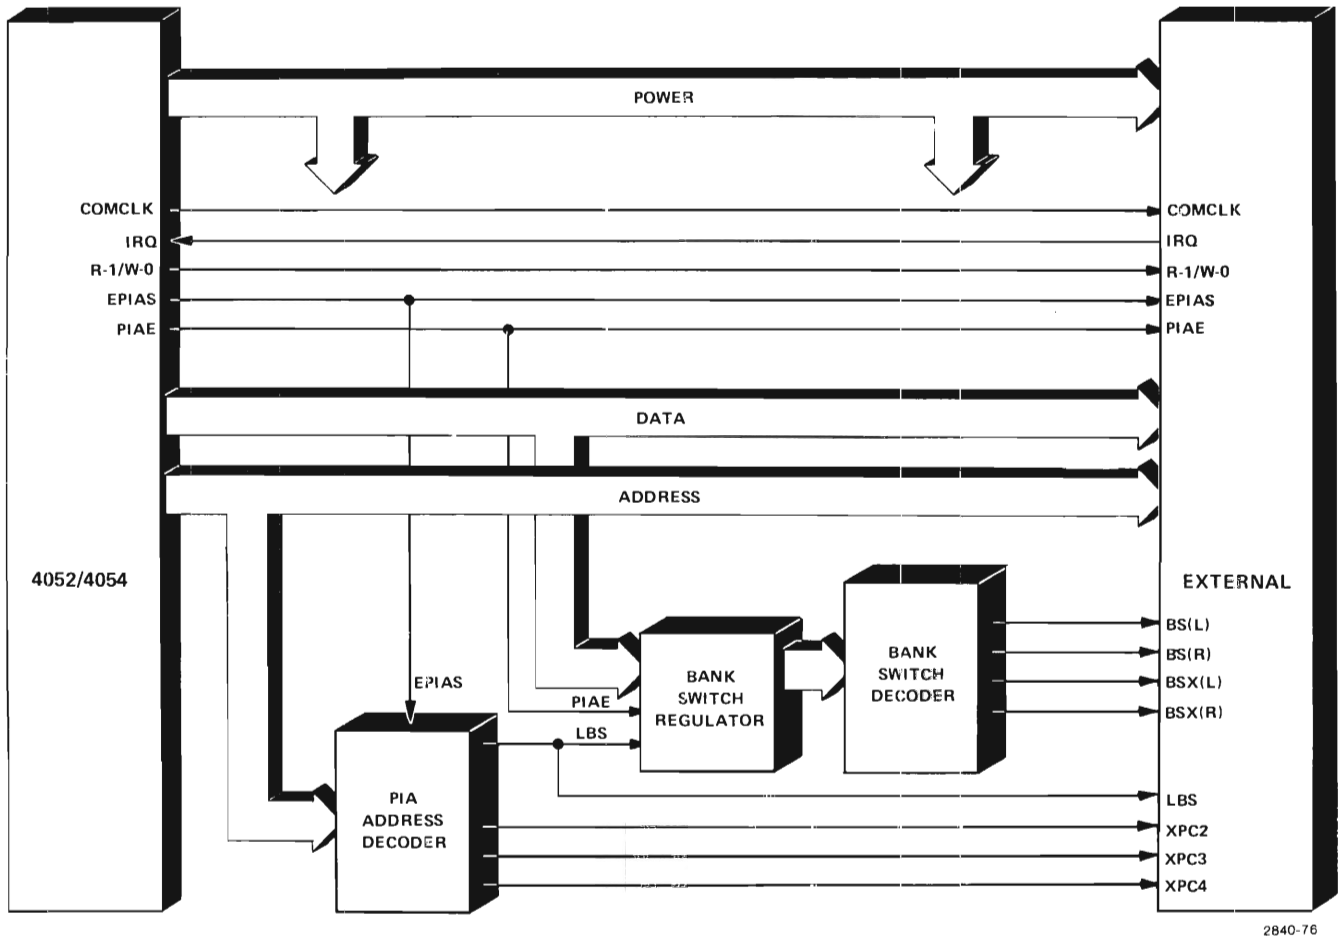 POWER
COMCLK
COMCLK
IRQ
IRQ
R-1/W-0
R-1/W-0
EPIAS
EPIAS
PIAE
PIAE
DATA
ADDRESS
4052/4054
EXTERNAL
BS(L)
BS(R)
BSX(L)
BSX(R)
BANK
SWITCH
DECODER
BANK
SWITCH
REGULATOR
EPIAS
PIAE
LBS
PIA
ADDRESS
DECODER
LBS
XPC2
XPC3
XPC4
2840-76